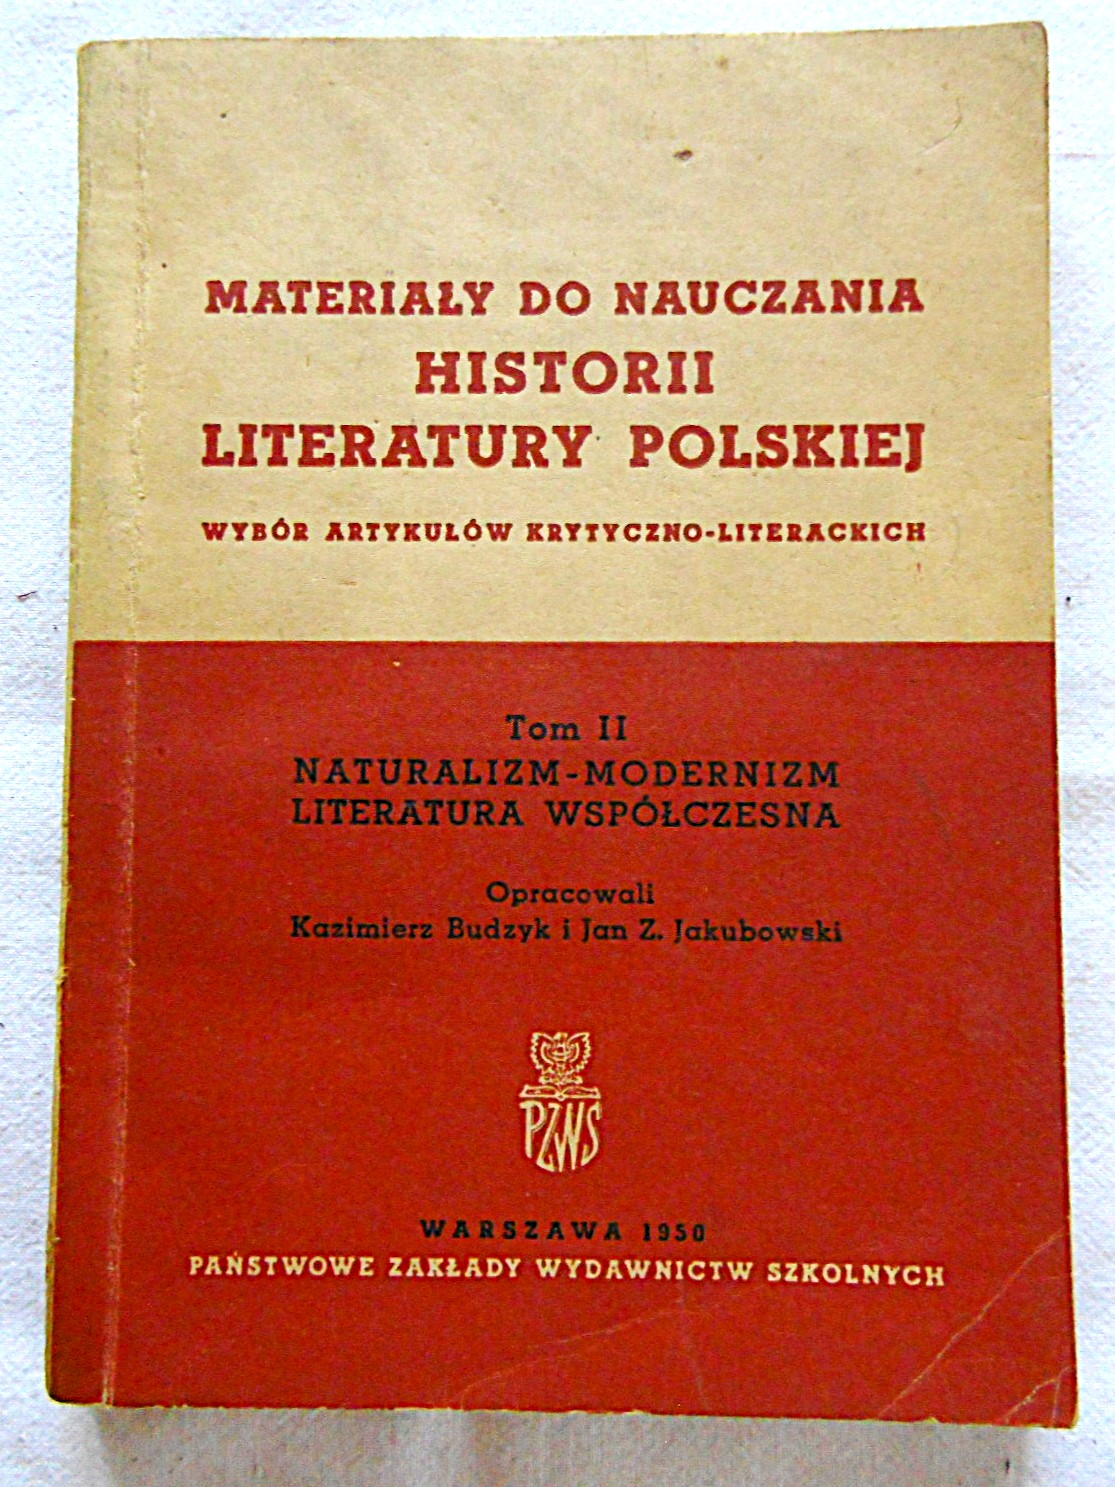 MATERIAŁY DO NAUCZANIA
HISTORII
LITERATURY POLSKIEJ
WYBÓR ARTYKUŁÓW KRYTYCZNO-LITERACKICH
Tom II
NATURALIZM-MODERNIZM
LITERATURA WSPÓŁCZESNA
Opracowali
Kazimierz Budzyk i Jan Z. Jakubowski
PZWS
WARSZAWA 1950
PAŃSTWOWE ZAKŁADY WYDAWNICTW SZKOLNYCH